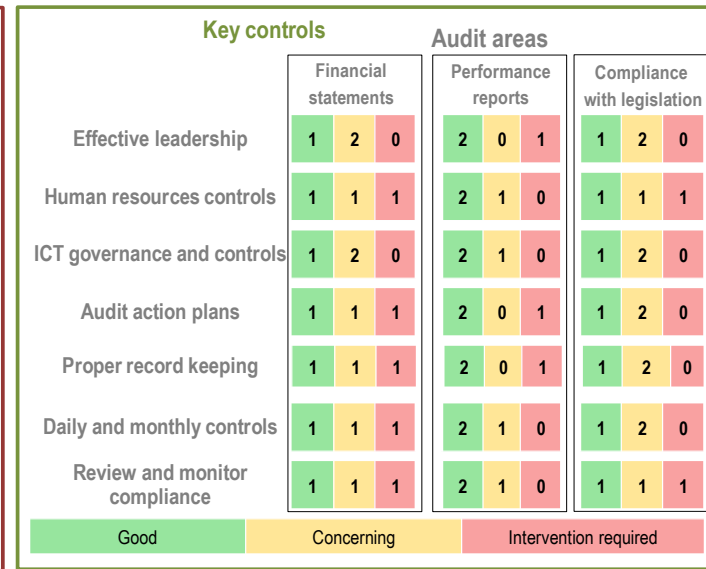 Key controls
Audit areas
Financial statements
Performance reports
Compliance with legislation
Effective leadership 1 2 0 2 0 1 1 2 0
Human resources controls 1 1 1 2 1 0 1 1 1
ICT governance and controls 1 2 0 2 1 0 1 2 0
Audit action plans 1 1 1 2 0 1 1 2 0
Proper record keeping 1 1 1 2 0 1 1 2 0
Daily and monthly controls 1 1 1 2 1 0 1 2 0
Review and monitor
compliance 1 1 1 2 1 0 1 1 1
Good Concerning Intervention required